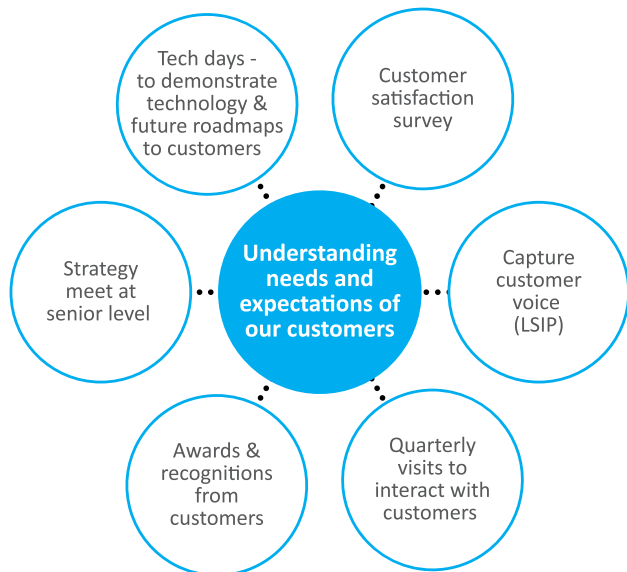 Tech days -
to demonstrate
technology &
future roadmaps
to customers
Customer
satisfaction
survey
Understanding
needs and
expectations of
our customers
Strategy
meet at
senior level
Capture
customer
voice
(LSIP)
Awards &
recognitions
from
customers
Quarterly
visits to
interact with
customers